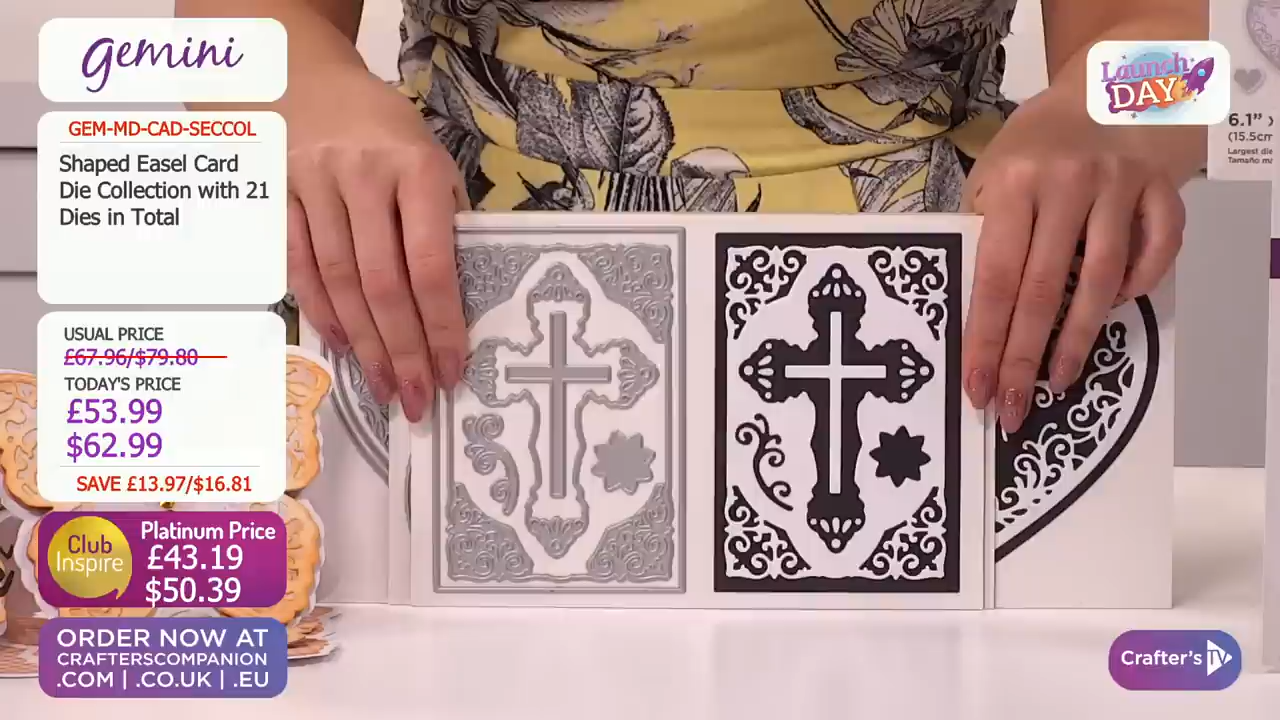 gemini
GEM-MD-CAD-SECCOL
Shaped Easel Card
Die Collection with 21
Dies in Total
USUAL PRICE
£67.96/$79.80
TODAY'S PRICE
£53.99
$62.99
SAVE £13.97/$16.81
Club
Inspire
Platinum Price
£43.19
$50.39
ORDER NOW AT
CRAFTERSCOMPANION
.COM | .CO.UK | .EU
Launch
DAY
6.1"
(15.5cm
Largest die
Crafter's TV